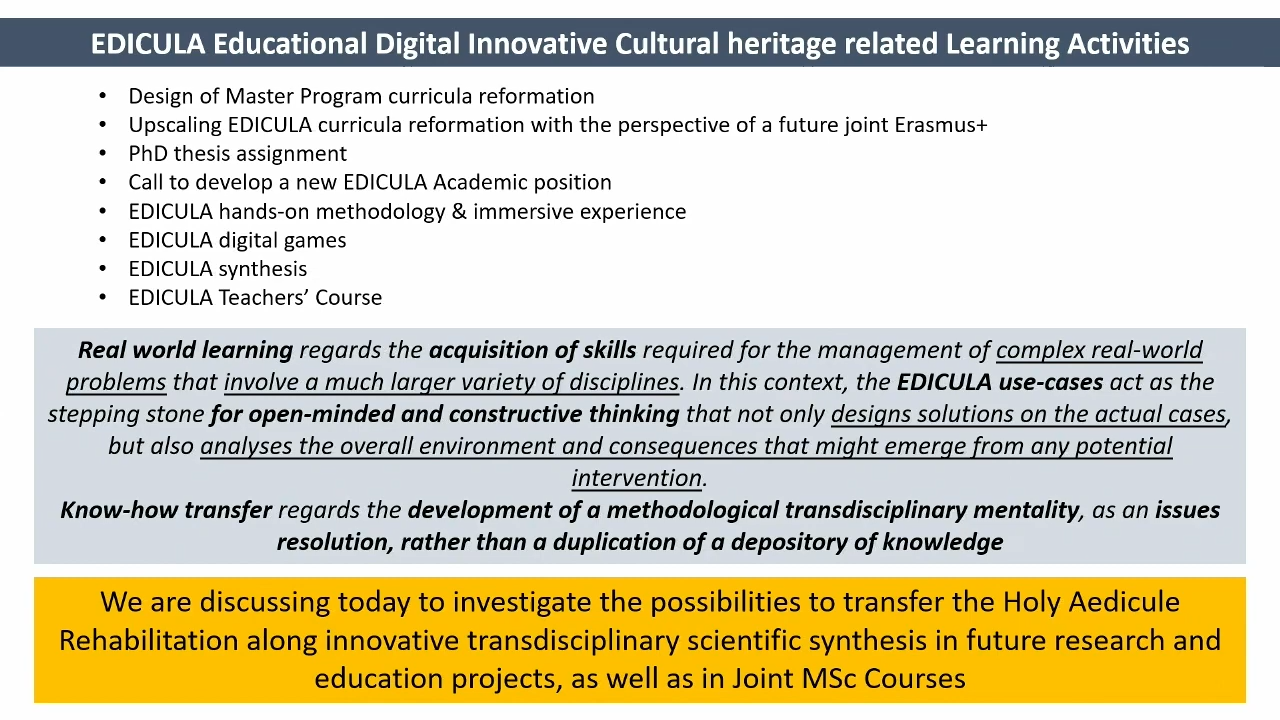 EDICULA Educational Digital Innovative Cultural heritage related Learning Activities
• Design of Master Program curricula reformation
• Upscaling EDICULA curricula reformation with the perspective of a future joint Erasmus+
• PhD thesis assignment
• Call to develop a new EDICULA Academic position
• EDICULA hands-on methodology & immersive experience
• EDICULA digital games
• EDICULA synthesis
• EDICULA Teachers’ Course
Real world learning regards the acquisition of skills required for the management of complex real-world
problems that involve a much larger variety of disciplines. In this context, the EDICULA use-cases act as the
stepping stone for open-minded and constructive thinking that not only designs solutions on the actual cases,
but also analyses the overall environment and consequences that might emerge from any potential
intervention.
Know-how transfer regards the development of a methodological transdisciplinary mentality, as an issues
resolution, rather than a duplication of a depository of knowledge
We are discussing today to investigate the possibilities to transfer the Holy Aedicule
Rehabilitation along innovative transdisciplinary scientific synthesis in future research and
education projects, as well as in Joint MSc Courses